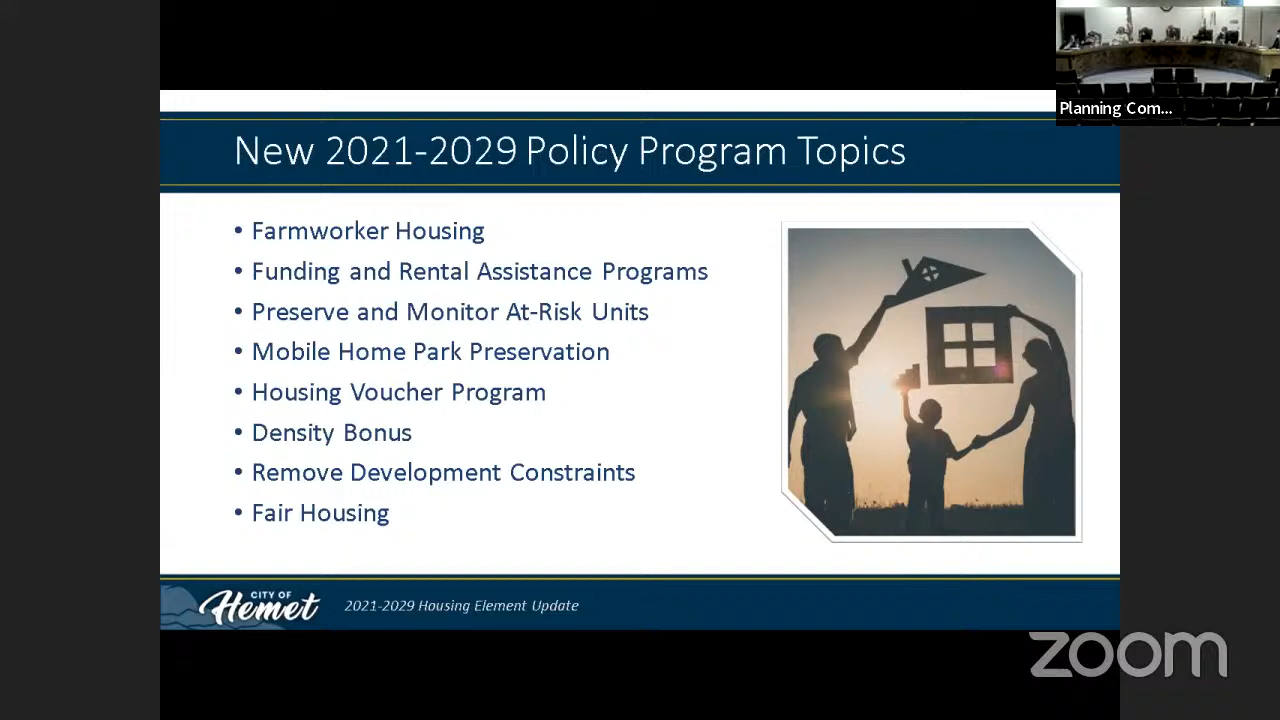 Planning Com...
New 2021-2029 Policy Program Topics
• Farmworker Housing
• Funding and Rental Assistance Programs
• Preserve and Monitor At-Risk Units
• Mobile Home Park Preservation
• Housing Voucher Program
• Density Bonus
• Remove Development Constraints
• Fair Housing
CITY OF
Hemet
2021-2029 Housing Element Update
zoom